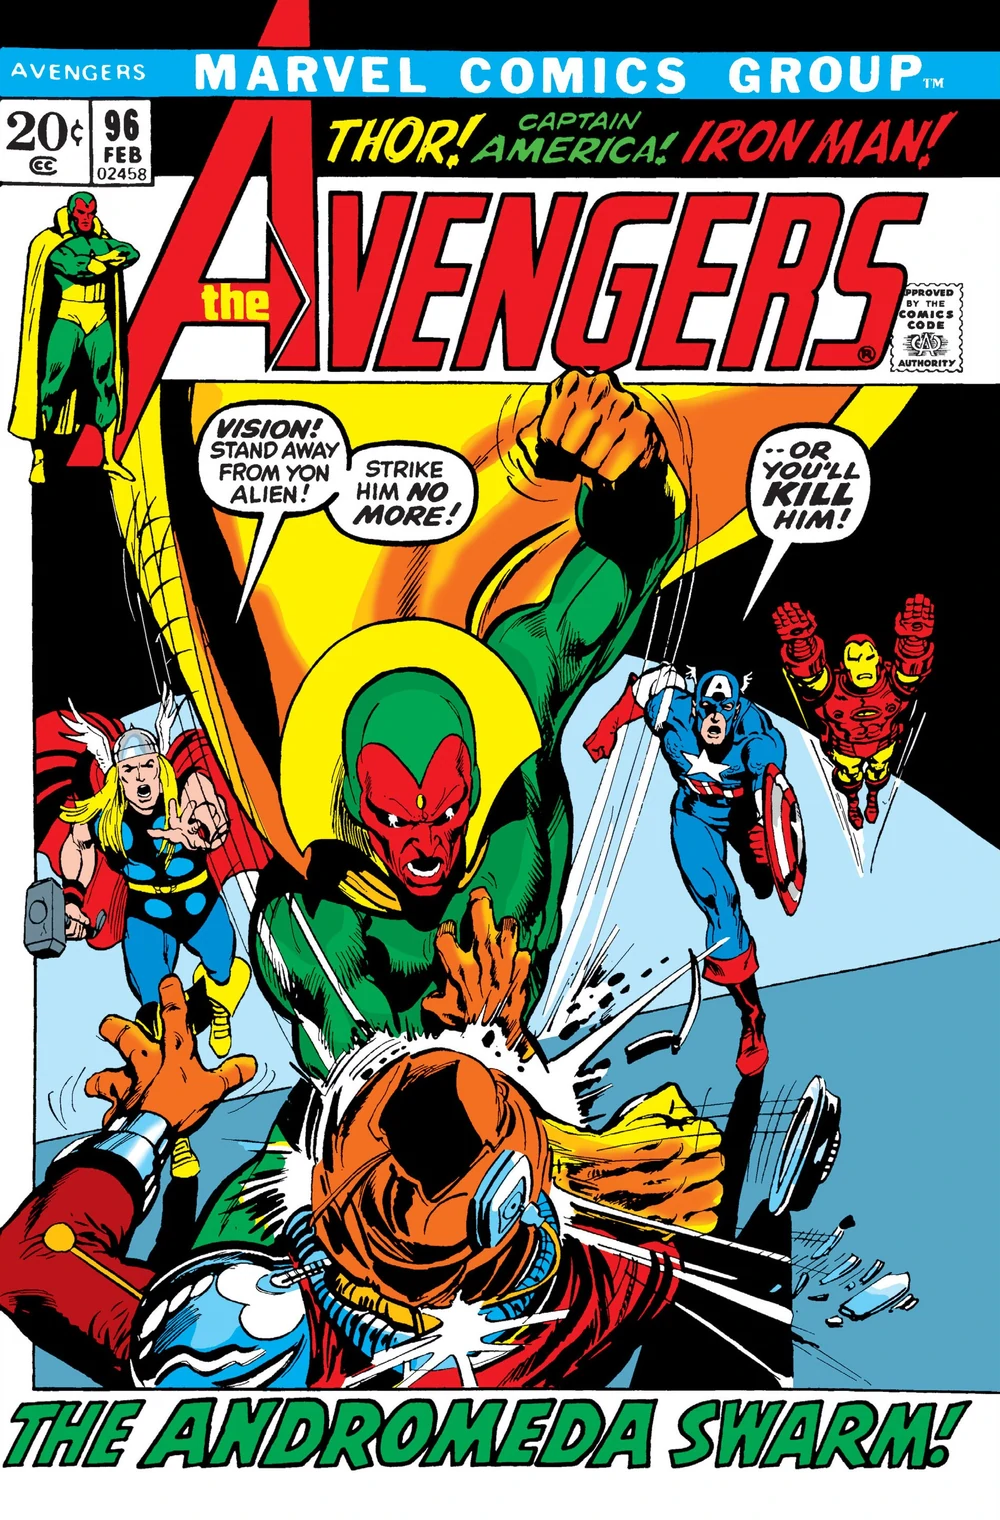 AVENGERS
MARVEL COMICS GROUP™
20¢
CC
96
FEB
02458
THOR!
CAPTAIN
AMERICA!
IRON MAN!
the
AVENGERS®
APPROVED
BY THE
COMICS
CODE
CA
AUTHORITY
VISION!
STAND AWAY
FROM YON
ALIEN!
STRIKE
HIM NO
MORE!
--OR
YOU'LL
KILL
HIM!
A
THE ANDROMEDA SWARM!